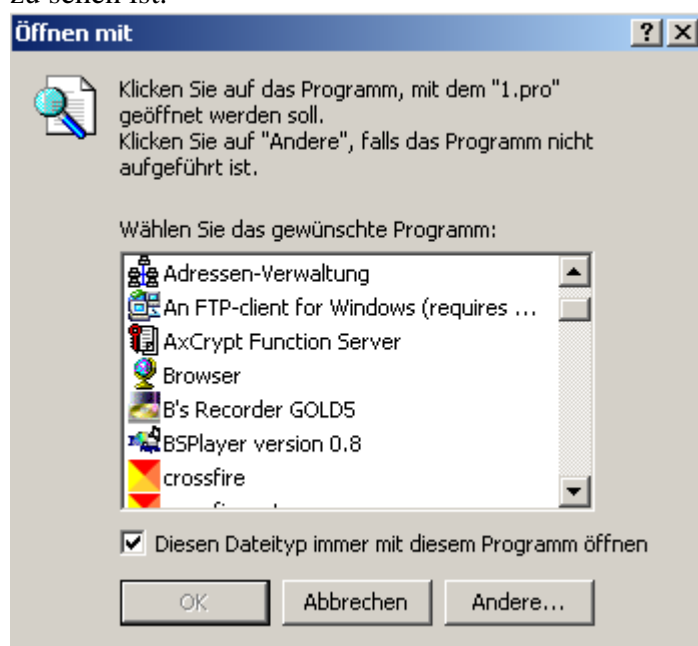 zu sehen ist.
Öffnen mit
Klicken Sie auf das Programm, mit dem "1.pro"
geöffnet werden soll.
Klicken Sie auf "Andere", falls das Programm nicht
aufgeführt ist.
Wählen Sie das gewünschte Programm:
Adressen-Verwaltung
An FTP-client for Windows (requires ...
AxCrypt Function Server
Browser
B's Recorder GOLD5
BSPlayer version 0.8
crossfire
Diesen Dateityp immer mit diesem Programm öffnen
OK
Abbrechen
Andere...